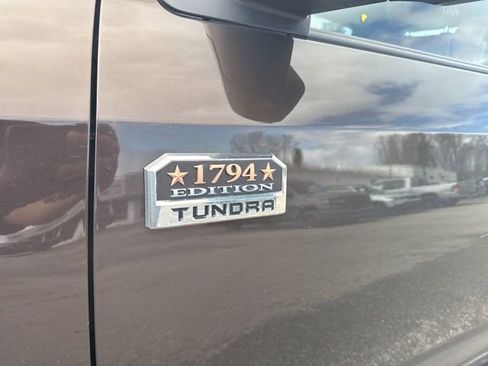 ★ 1794 ★
EDITION
TUNDRA